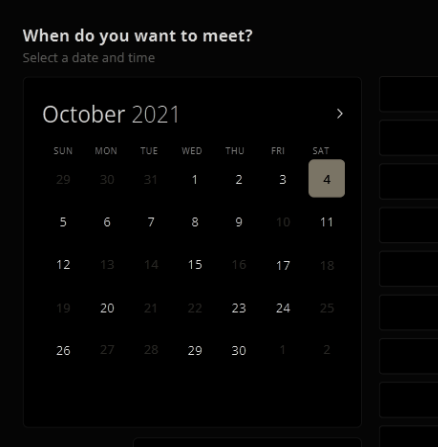 When do you want to meet?
Select a date and time
October 2021 >
SUN MON TUE WED THU FRI SAT
29 30 31 1 2 3 4
5 6 7 8 9 10 11
12 13 14 15 16 17 18
19 20 21 22 23 24 25
26 27 28 29 30 1 2